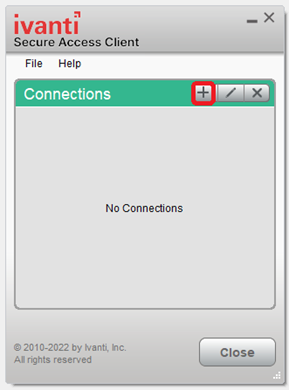 ivanti
Secure Access Client
File Help
Connections
No Connections
© 2010-2022 by Ivanti, Inc.
All rights reserved
Close